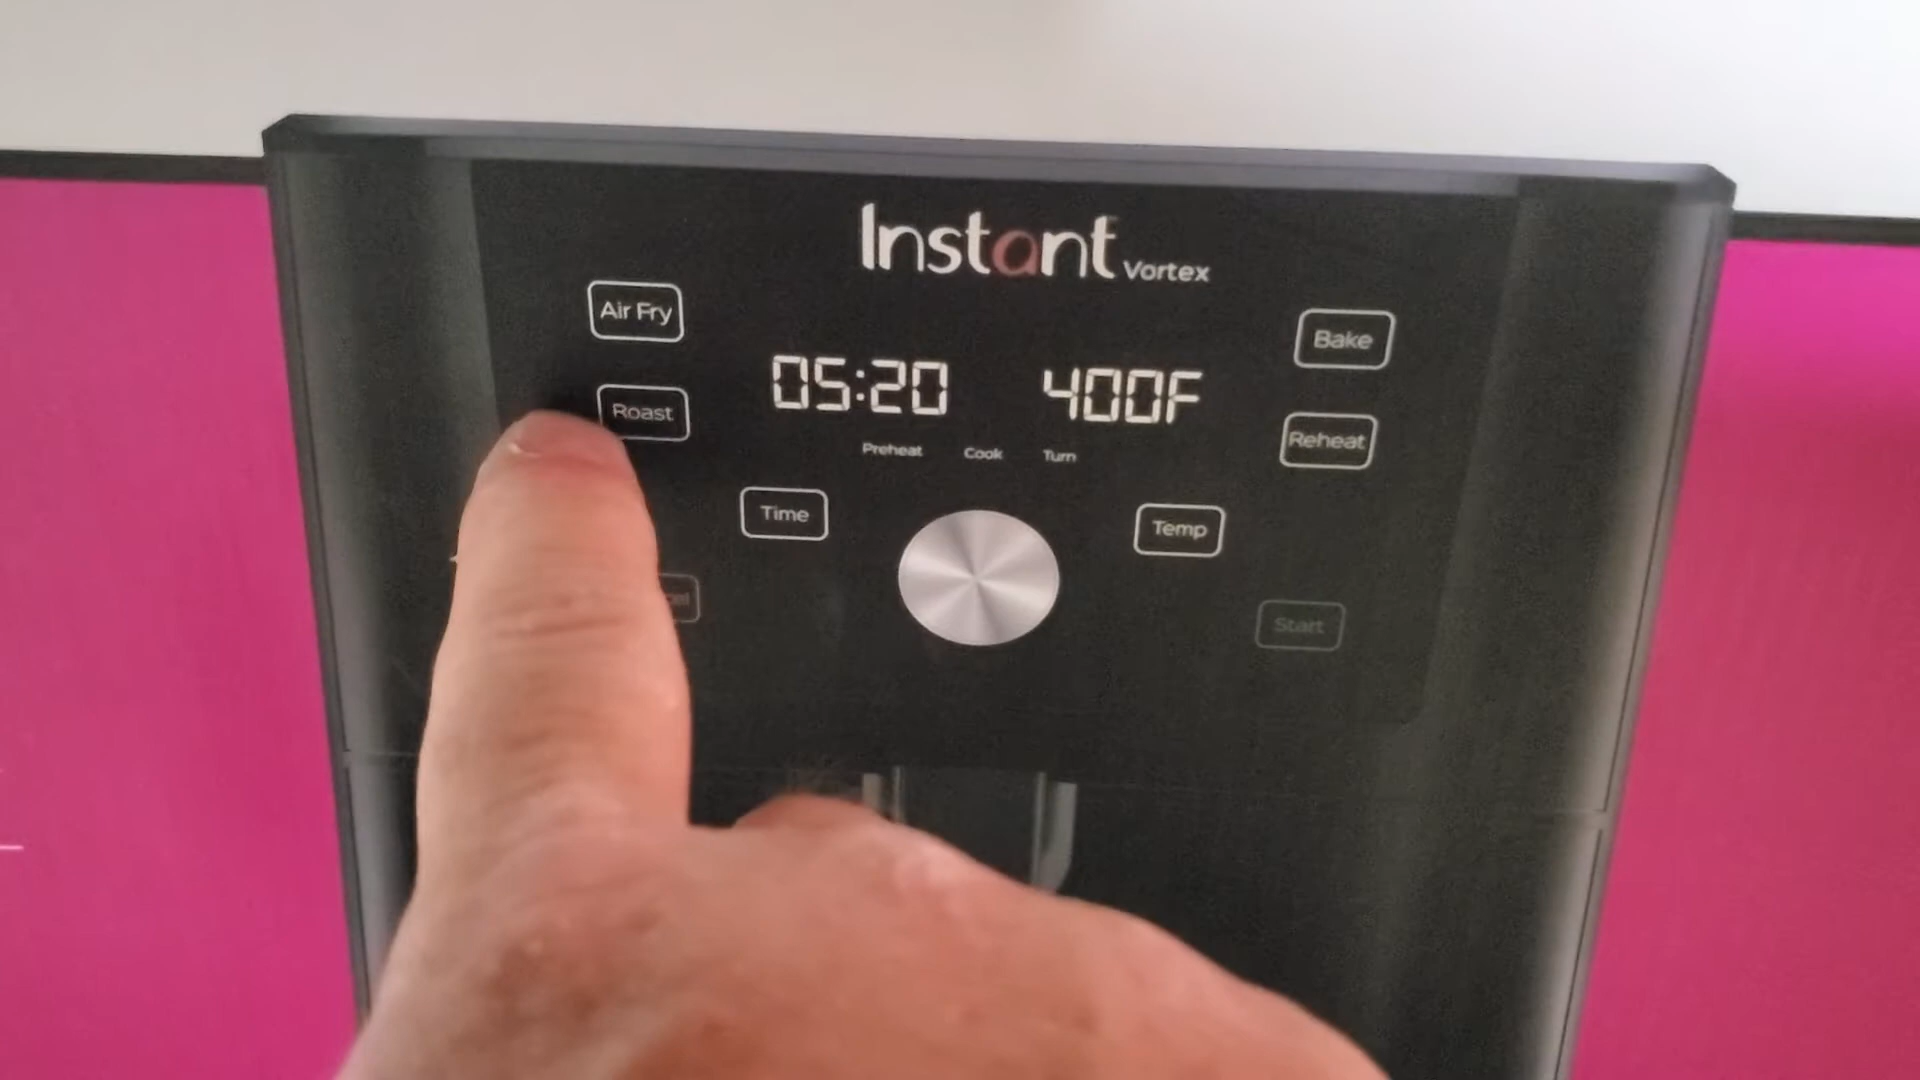 Instant Vortex
Air Fry
Bake
05:20 400F
Roast
Reheat
Preheat Cook Turn
Time
Temp
Start